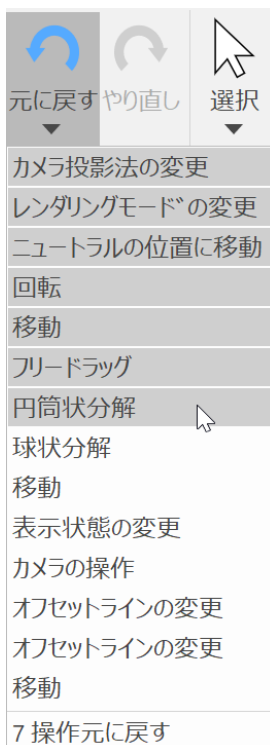 元に戻す やり直し 選択
カメラ投影法の変更
レンダリングモードの変更
ニュートラルの位置に移動
回転
移動
フリードラッグ
円筒状分解
球状分解
移動
表示状態の変更
カメラの操作
オフセットラインの変更
オフセットラインの変更
移動
7 操作元に戻す